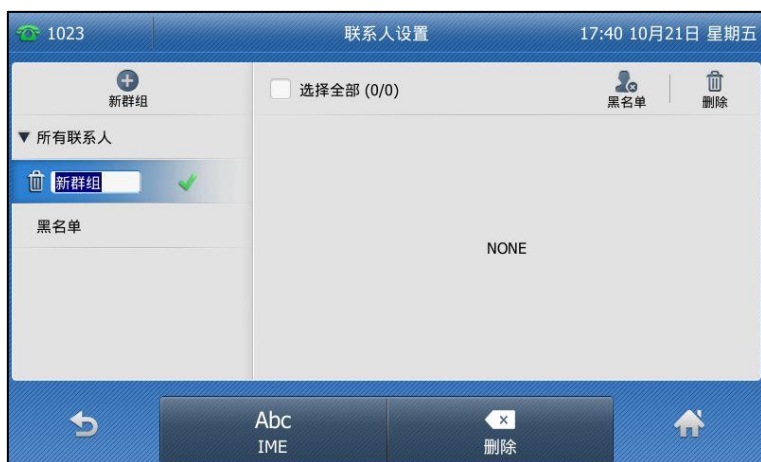 1023 联系人设置 17:40 10月21日 星期五
新群组
选择全部 (0/0) 黑名单 删除
▼ 所有联系人
新群组
黑名单
NONE
Abc
IME 删除